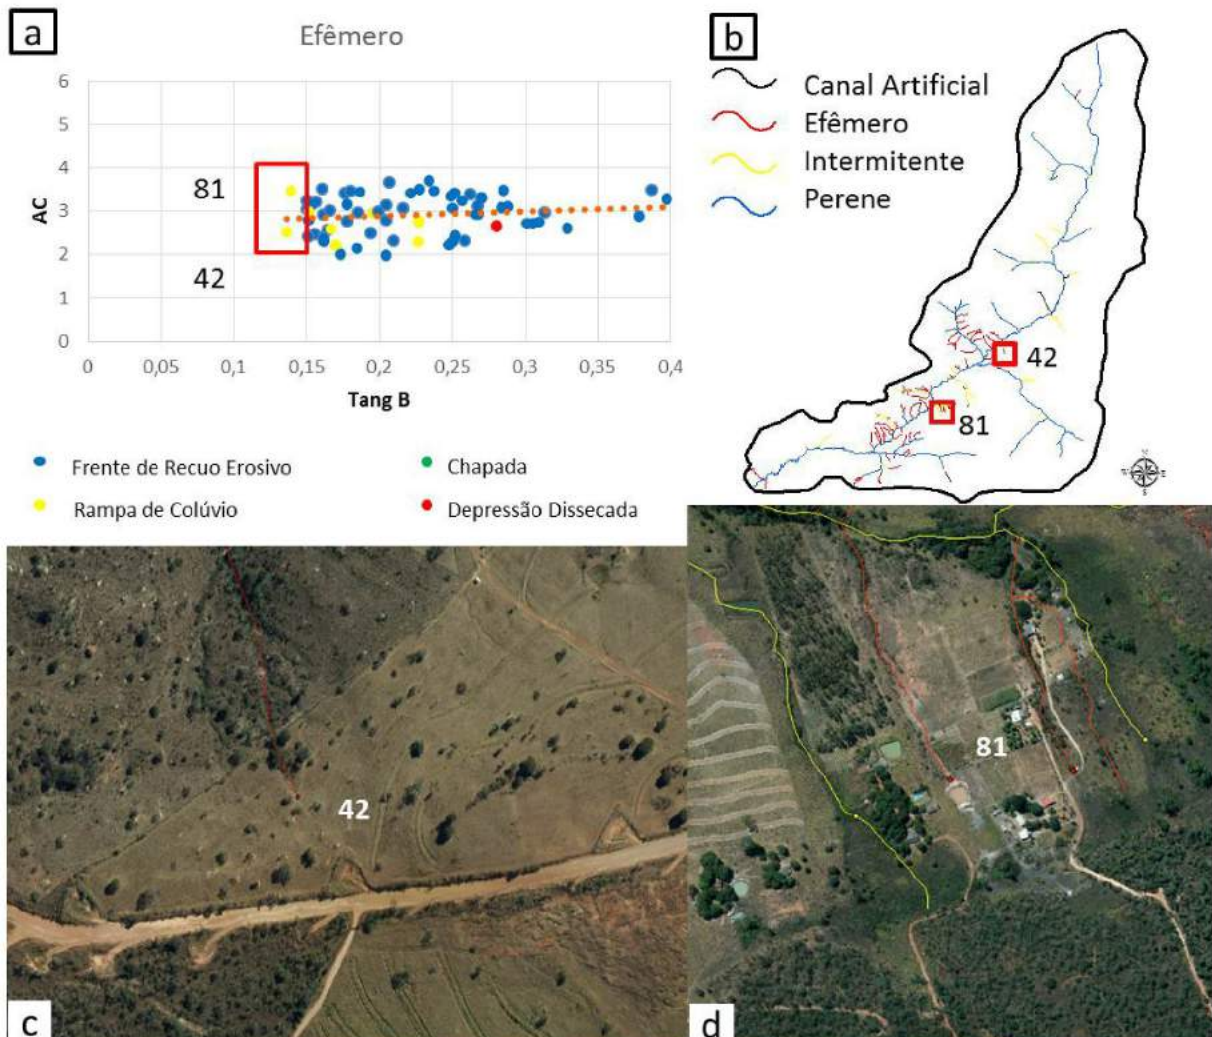 a
Efêmero
6
5
4
3
2
1
0
AC
81
42
0 0,05 0,1 0,15 0,2 0,25 0,3 0,35 0,4
Tang B
Frente de Recuo Erosivo
Chapada
Rampa de Colúvio
Depressão Dissecada
b
Canal Artificial
Efêmero
Intermitente
Perene
42
81
42
c
81
d